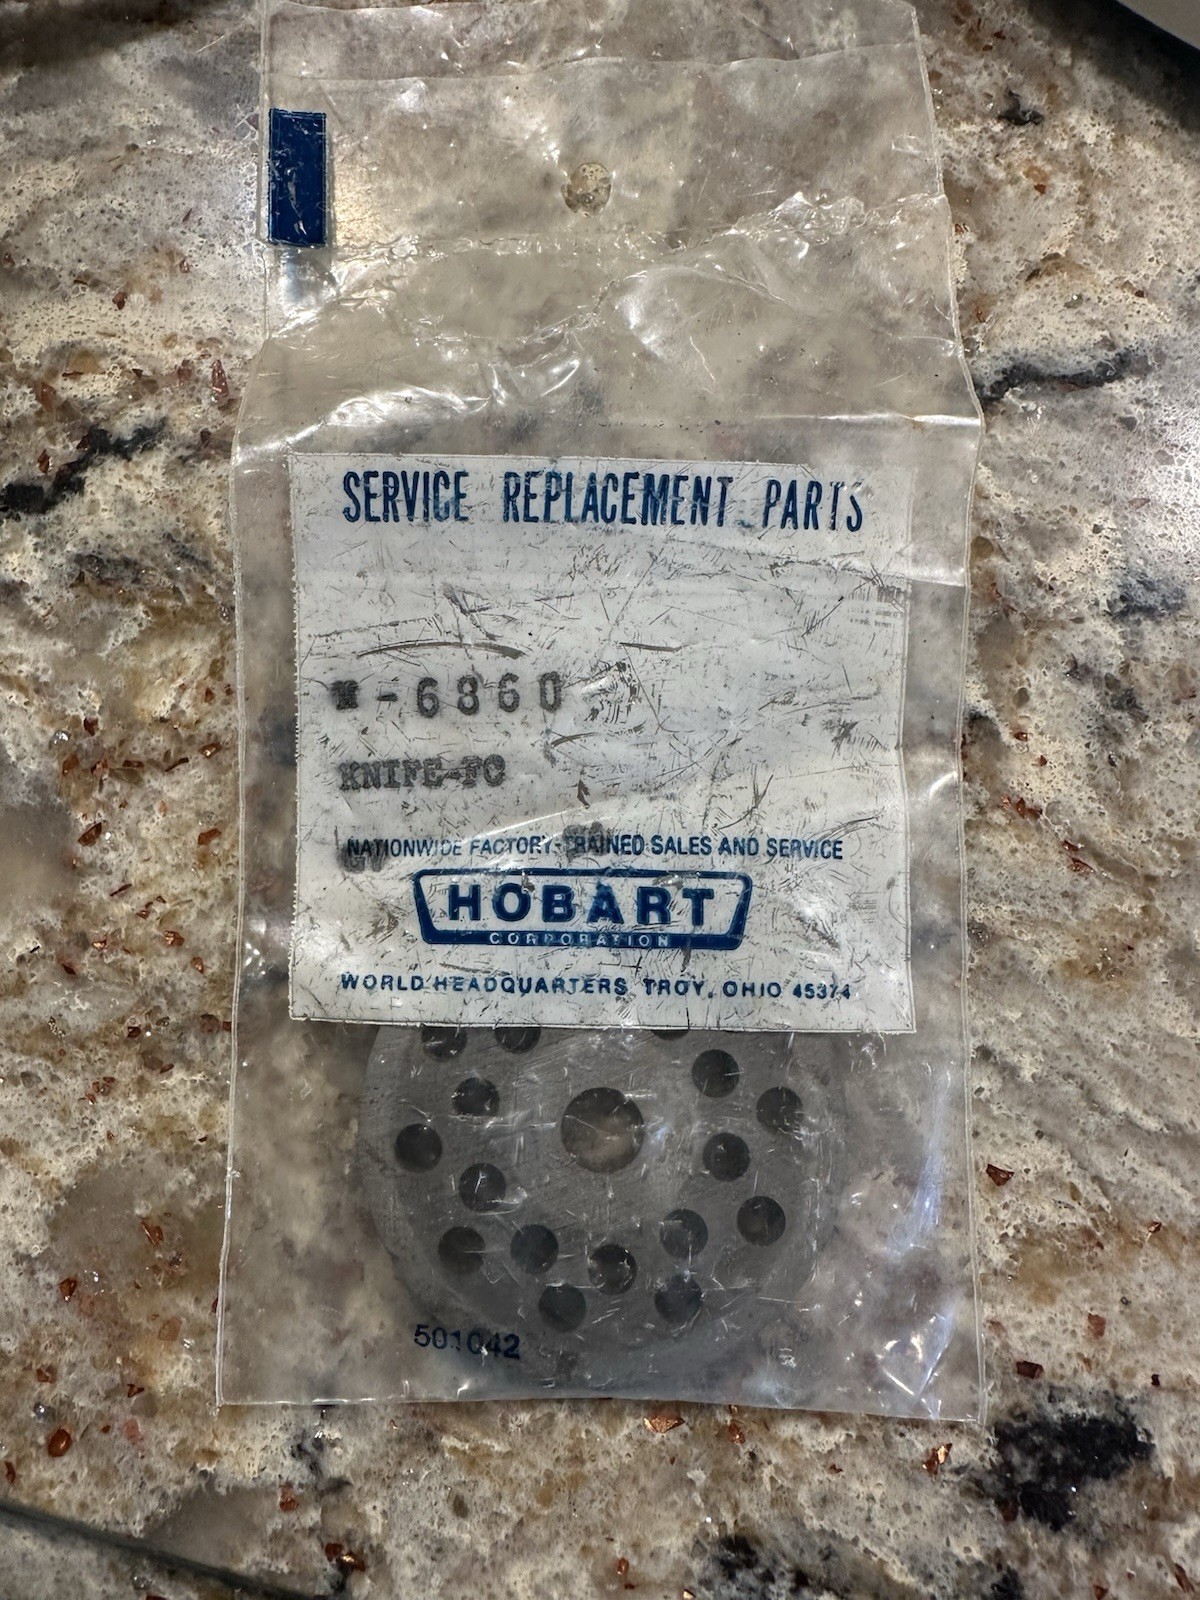 SERVICE REPLACEMENT PARTS
-6860
KNIFE-FC
NATIONWIDE FACTORY-TRAINED SALES AND SERVICE
HOBART
CORPORATION
WORLD HEADQUARTERS TROY, OHIO 45374
501042